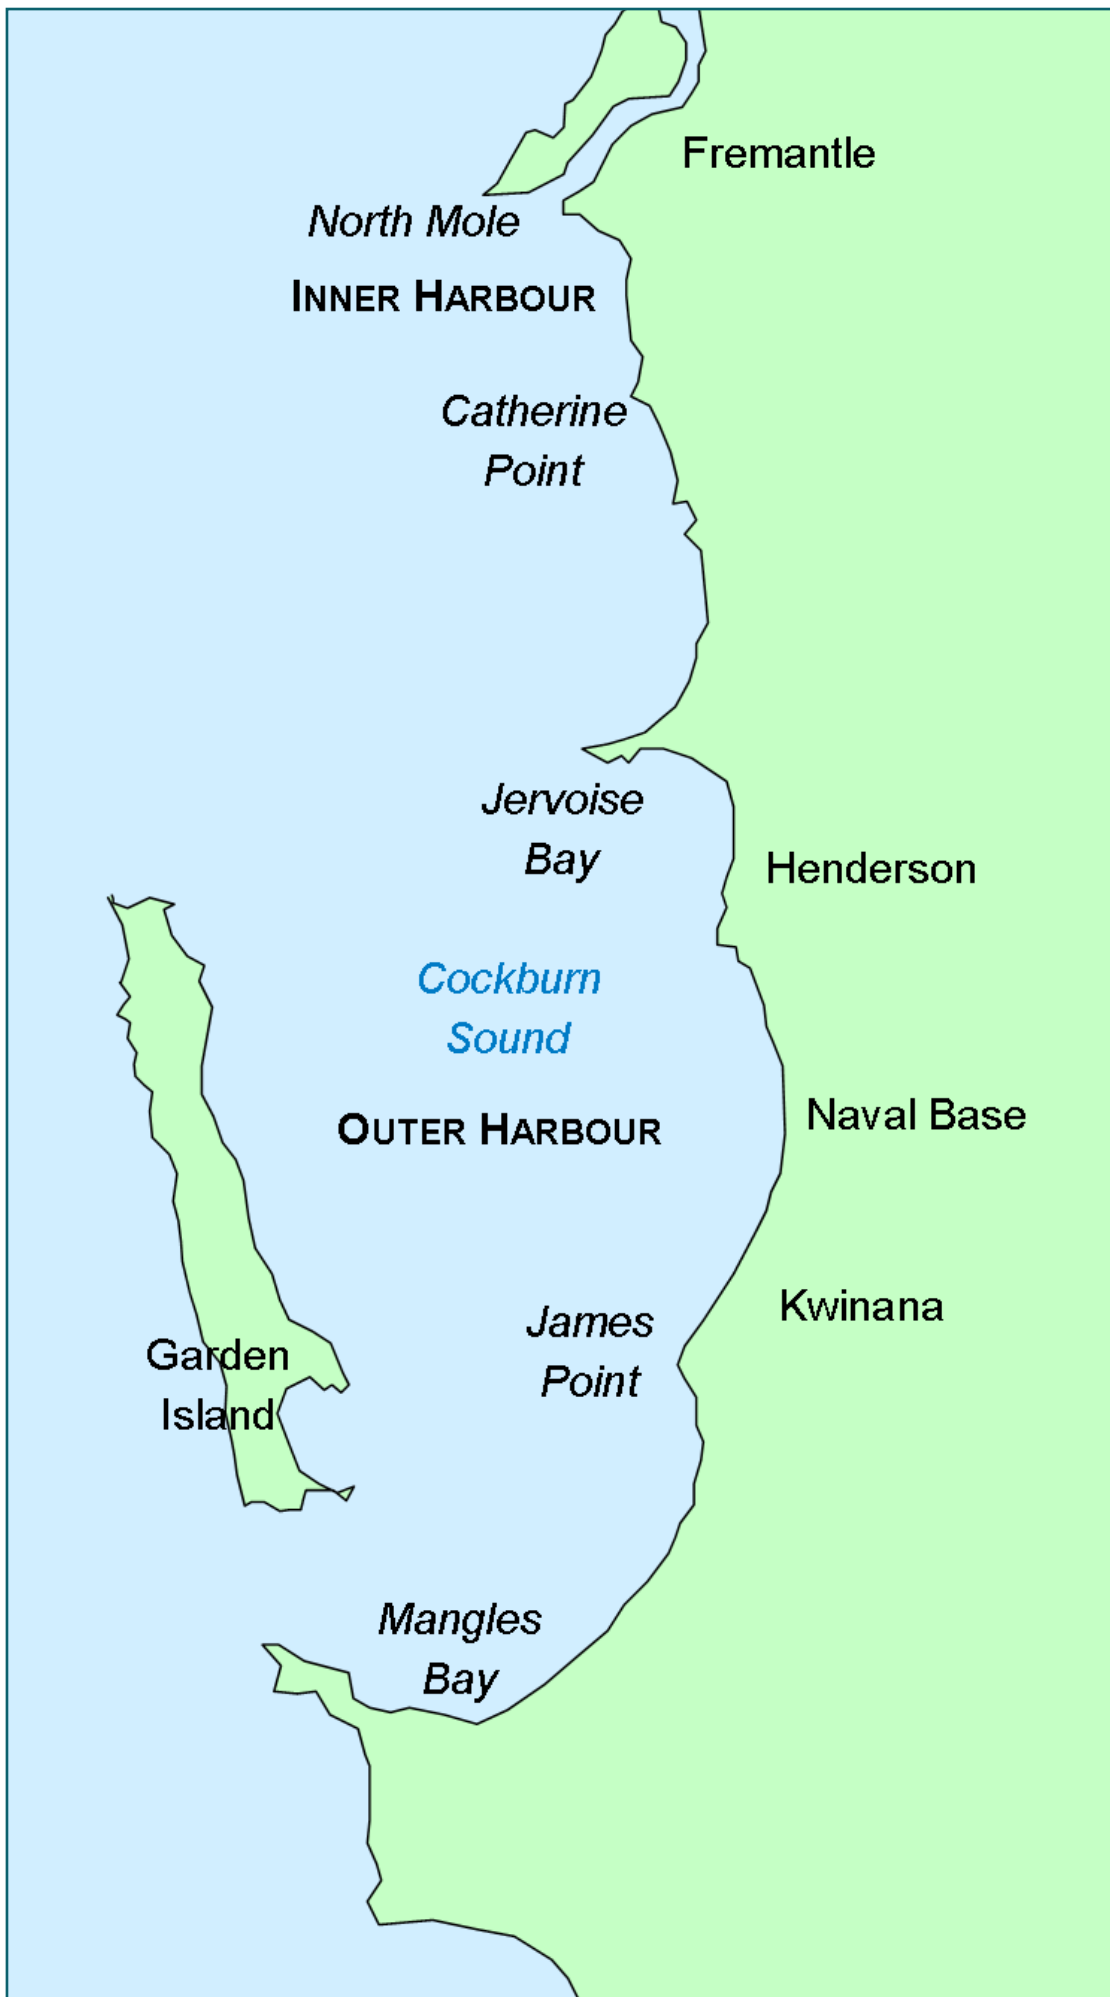 Fremantle
North Mole
INNER HARBOUR
Catherine
Point
Jervoise
Bay
Henderson
Cockburn
Sound
Naval Base
OUTER HARBOUR
Kwinana
James
Point
Garden
Island
Mangles
Bay